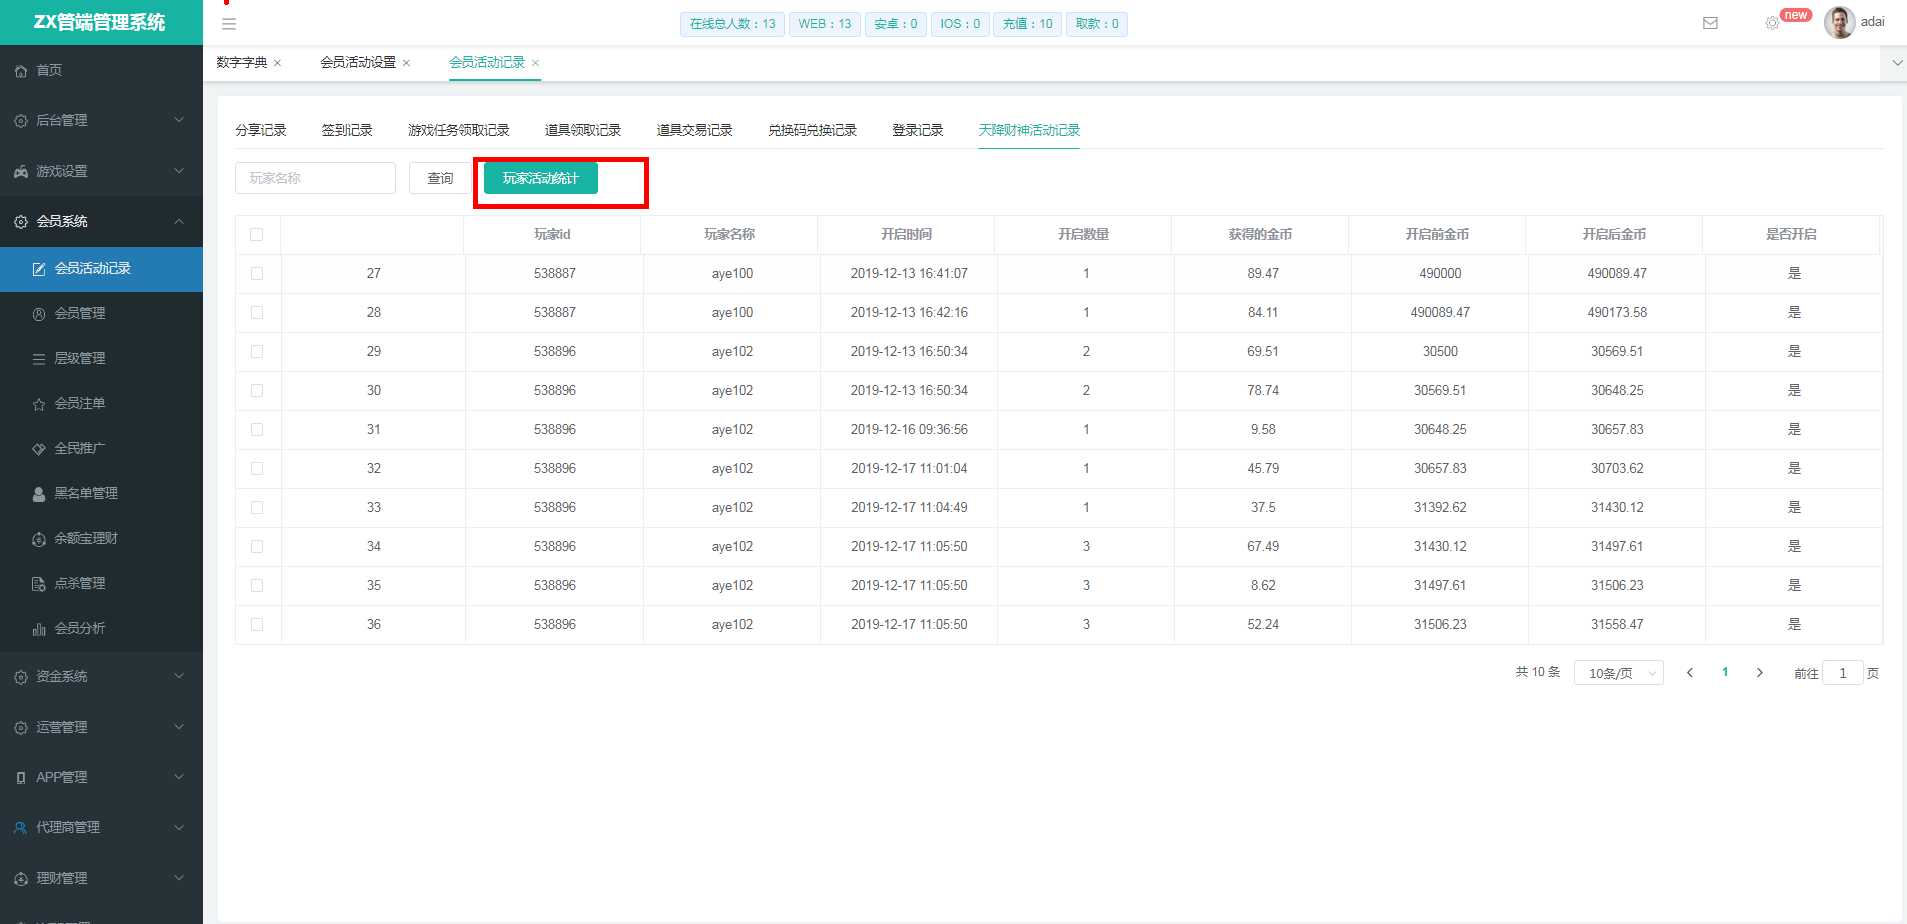 ZX管端管理系统
在线总人数：13 WEB：13 安卓：0 IOS：0 充值：10 取款：0
new
adai
数字字典 会员活动设置 会员活动记录
首页
后台管理
游戏设置
会员系统
会员活动记录
会员管理
层级管理
会员注单
全民推广
黑名单管理
余额宝理财
点杀管理
会员分析
资金系统
运营管理
APP管理
代理商管理
理财管理
分享记录 签到记录 游戏任务领取记录 道具领取记录 道具交易记录 兑换码兑换记录 登录记录 天降财神活动记录
玩家名称 查询 玩家活动统计
玩家id 玩家名称 开启时间 开启数量 获得的金币 开启前金币 开启后金币 是否开启
27 538887 aye100 2019-12-13 16:41:07 1 89.47 490000 490089.47 是
28 538887 aye100 2019-12-13 16:42:16 1 84.11 490089.47 490173.58 是
29 538896 aye102 2019-12-13 16:50:34 2 69.51 30500 30569.51 是
30 538896 aye102 2019-12-13 16:50:34 2 78.74 30569.51 30648.25 是
31 538896 aye102 2019-12-16 09:36:56 1 9.58 30648.25 30657.83 是
32 538896 aye102 2019-12-17 11:01:04 1 45.79 30657.83 30703.62 是
33 538896 aye102 2019-12-17 11:04:49 1 37.5 31392.62 31430.12 是
34 538896 aye102 2019-12-17 11:05:50 3 67.49 31430.12 31497.61 是
35 538896 aye102 2019-12-17 11:05:50 3 8.62 31497.61 31506.23 是
36 538896 aye102 2019-12-17 11:05:50 3 52.24 31506.23 31558.47 是
共 10 条 10条/页 1 前往 1 页